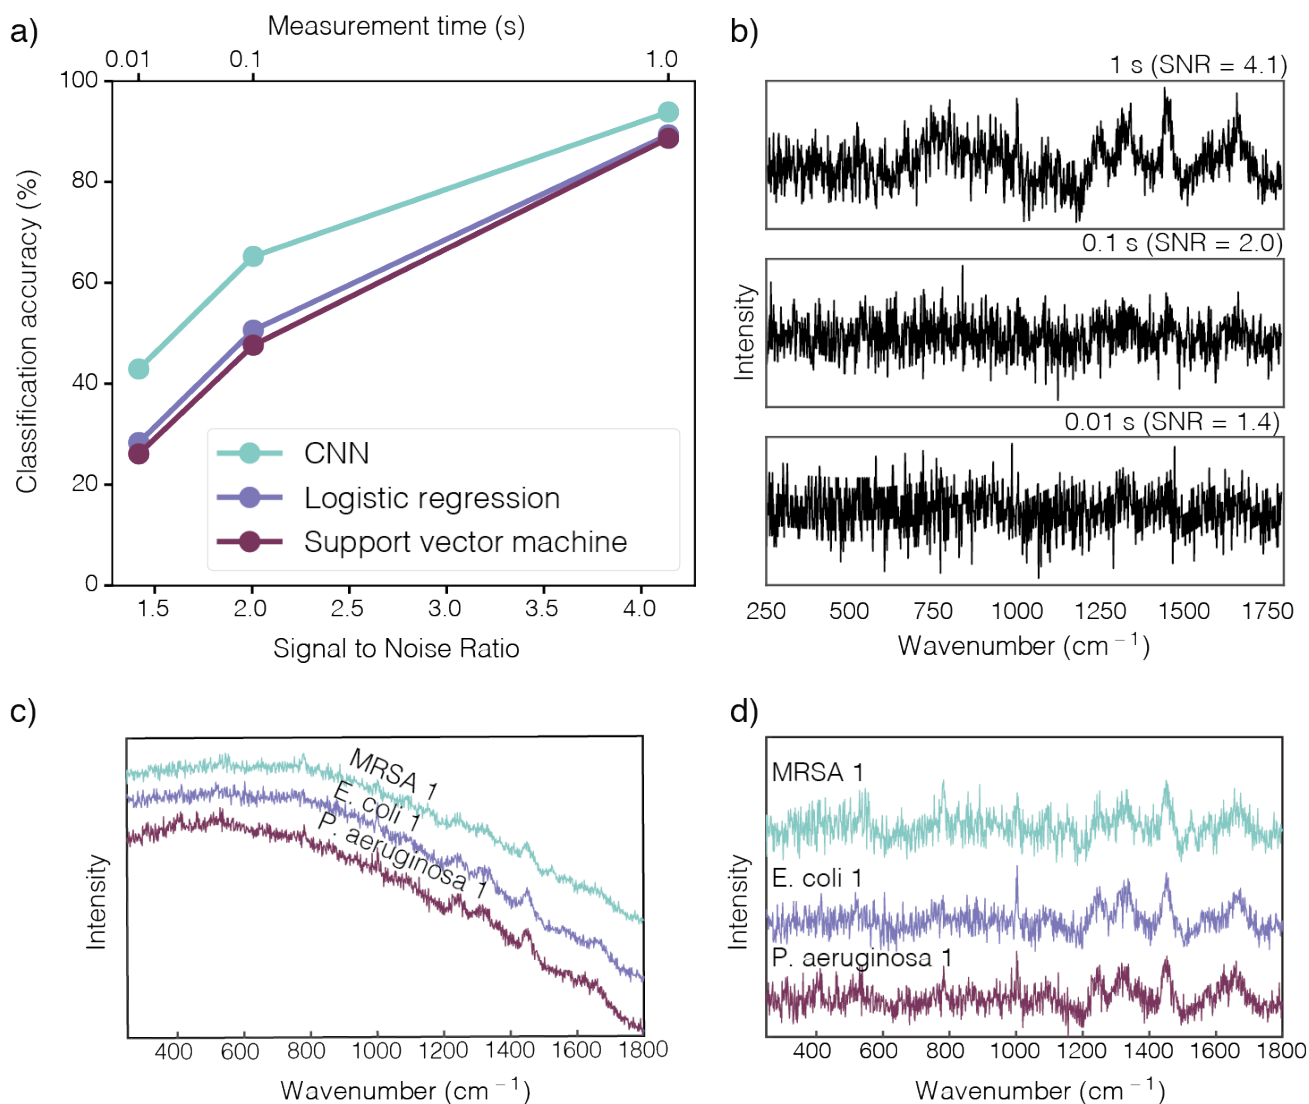 a)
Measurement time (s)
0.01 0.1 1.0
100
80
60
40
20
0
Classification accuracy (%)
CNN
Logistic regression
Support vector machine
1.5 2.0 2.5 3.0 3.5 4.0
Signal to Noise Ratio
b)
1 s (SNR = 4.1)
0.1 s (SNR = 2.0)
0.01 s (SNR = 1.4)
Intensity
250 500 750 1000 1250 1500 1750
Wavenumber (cm⁻¹)
c)
MRSA 1
E. coli 1
P. aeruginosa 1
Intensity
400 600 800 1000 1200 1400 1600 1800
Wavenumber (cm⁻¹)
d)
MRSA 1
E. coli 1
P. aeruginosa 1
Intensity
400 600 800 1000 1200 1400 1600 1800
Wavenumber (cm⁻¹)